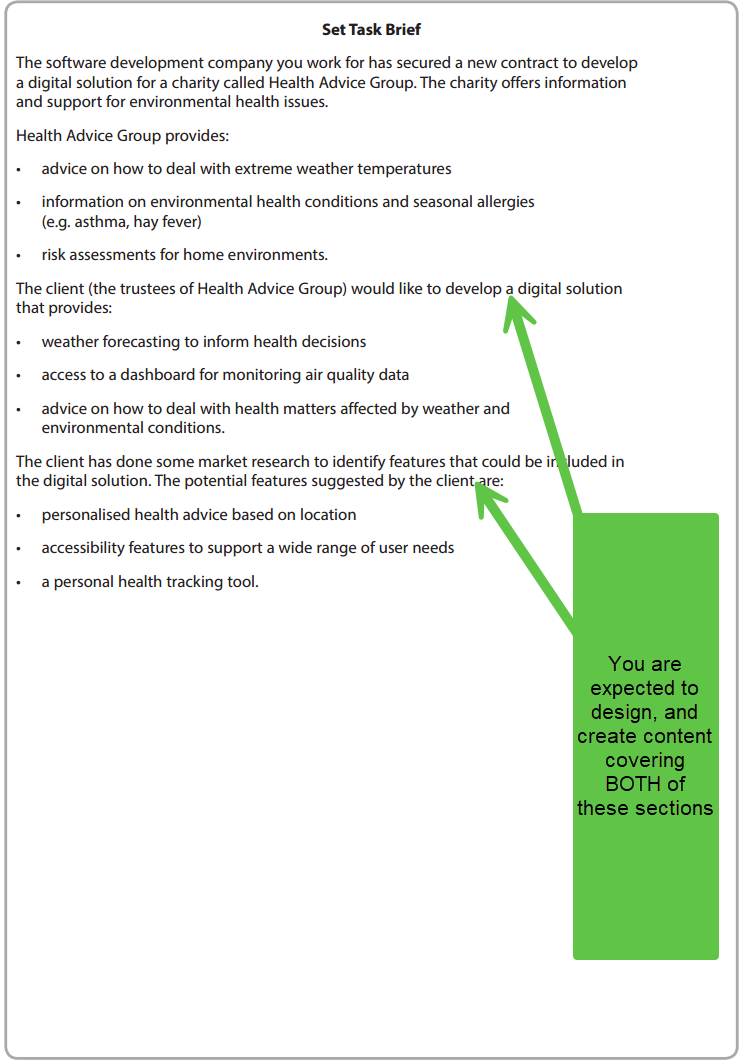 Set Task Brief
The software development company you work for has secured a new contract to develop
a digital solution for a charity called Health Advice Group. The charity offers information
and support for environmental health issues.
Health Advice Group provides:
• advice on how to deal with extreme weather temperatures
• information on environmental health conditions and seasonal allergies
(e.g. asthma, hay fever)
• risk assessments for home environments.
The client (the trustees of Health Advice Group) would like to develop a digital solution
that provides:
• weather forecasting to inform health decisions
• access to a dashboard for monitoring air quality data
• advice on how to deal with health matters affected by weather and
environmental conditions.
The client has done some market research to identify features that could be included in
the digital solution. The potential features suggested by the client are:
• personalised health advice based on location
• accessibility features to support a wide range of user needs
• a personal health tracking tool.
You are
expected to
design, and
create content
covering
BOTH of
these sections